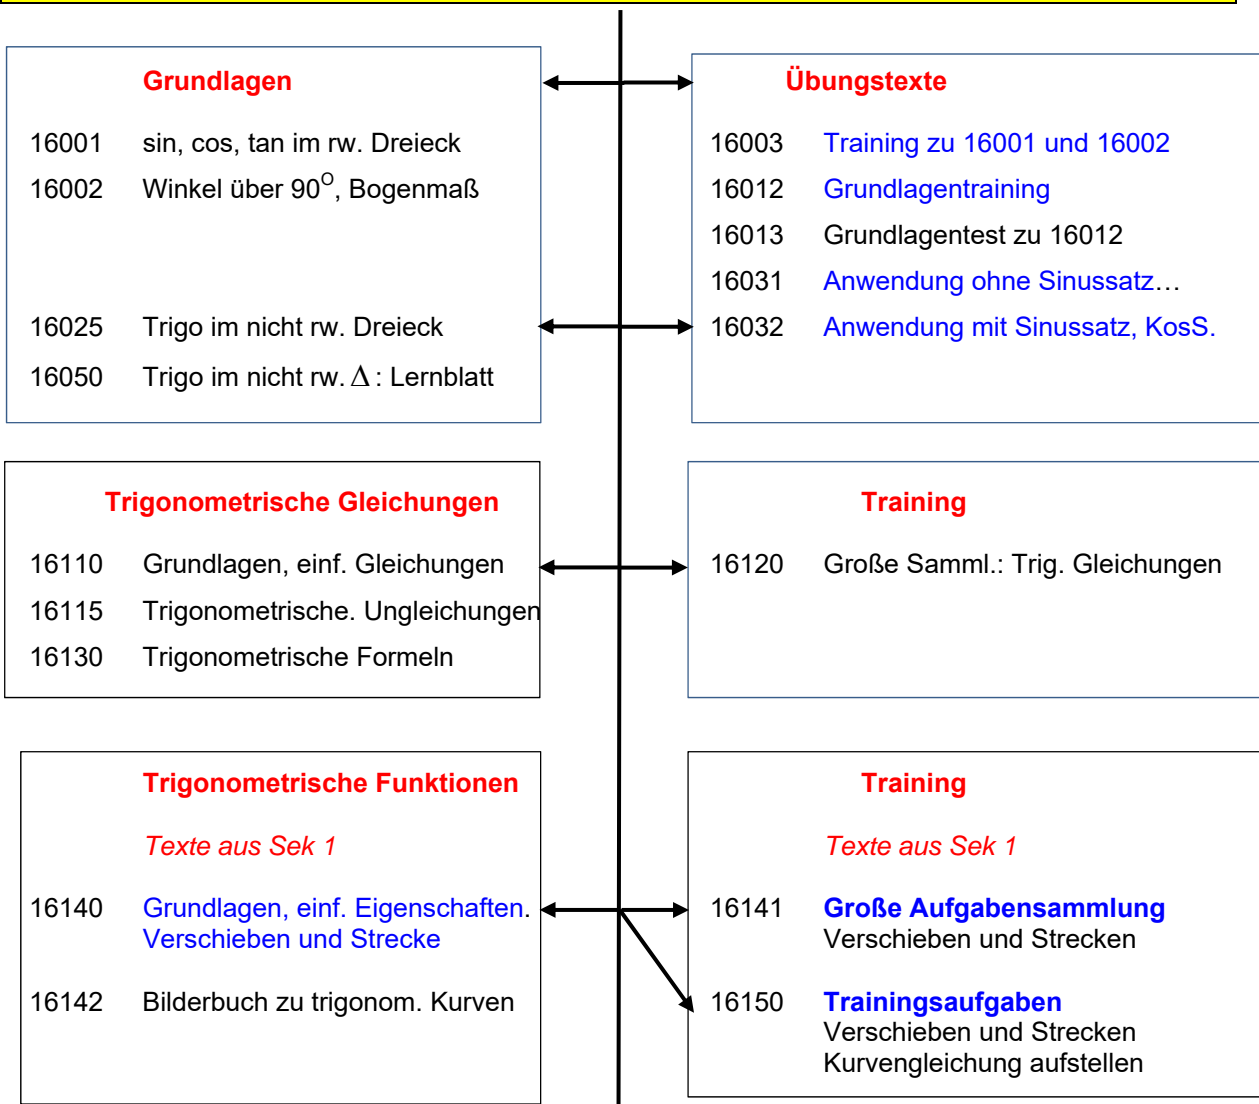 Grundlagen
16001 sin, cos, tan im rw. Dreieck
16002 Winkel über 90°, Bogenmaß
16025 Trigo im nicht rw. Dreieck
16050 Trigo im nicht rw. Δ : Lernblatt
Übungstexte
16003 Training zu 16001 und 16002
16012 Grundlagentraining
16013 Grundlagentest zu 16012
16031 Anwendung ohne Sinussatz…
16032 Anwendung mit Sinussatz, KosS.
Trigonometrische Gleichungen
16110 Grundlagen, einf. Gleichungen
16115 Trigonometrische. Ungleichungen
16130 Trigonometrische Formeln
Training
16120 Große Samml.: Trig. Gleichungen
Trigonometrische Funktionen
Texte aus Sek 1
16140 Grundlagen, einf. Eigenschaften.
Verschieben und Strecke
16142 Bilderbuch zu trigonom. Kurven
Training
Texte aus Sek 1
16141 Große Aufgabensammlung
Verschieben und Strecken
16150 Trainingsaufgaben
Verschieben und Strecken
Kurvengleichung aufstellen